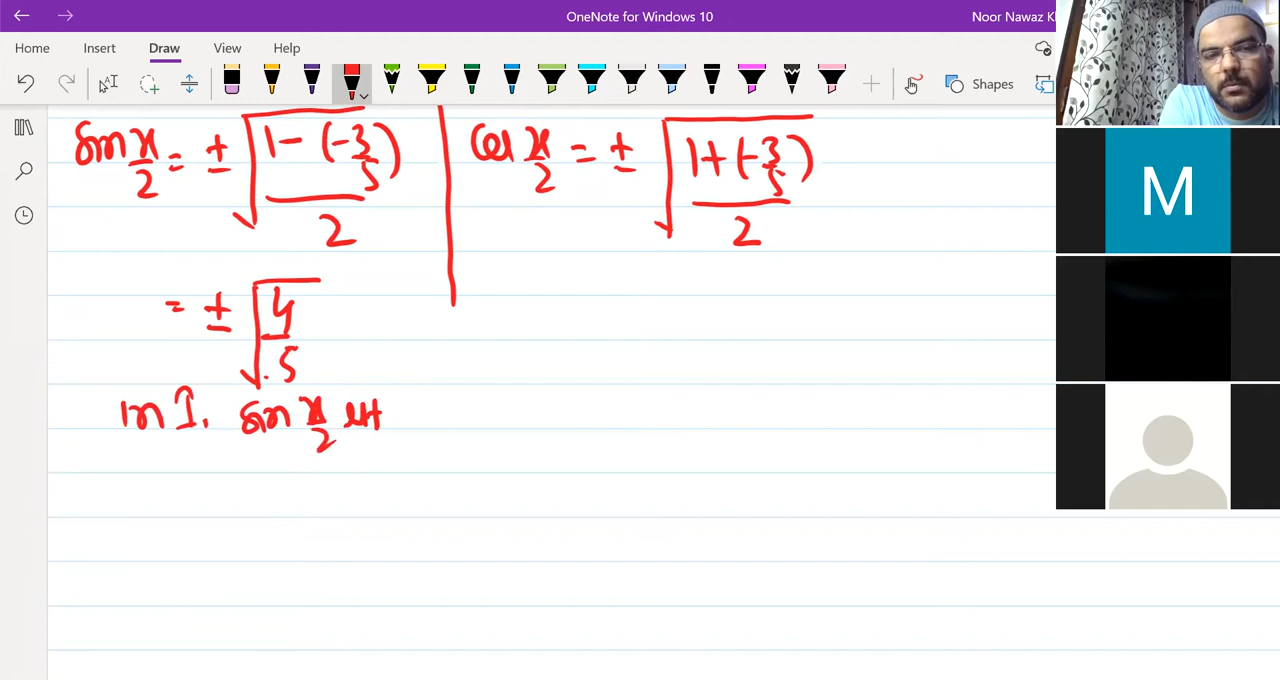 OneNote for Windows 10
Noor Nawaz Kh
Home Insert Draw View Help
Shapes
sin x/2 = ± √((1 - (-3/5))/2)
cos x/2 = ± √((1 + (-3/5))/2)
= ± √(4/5)
in I, sin x/2
M